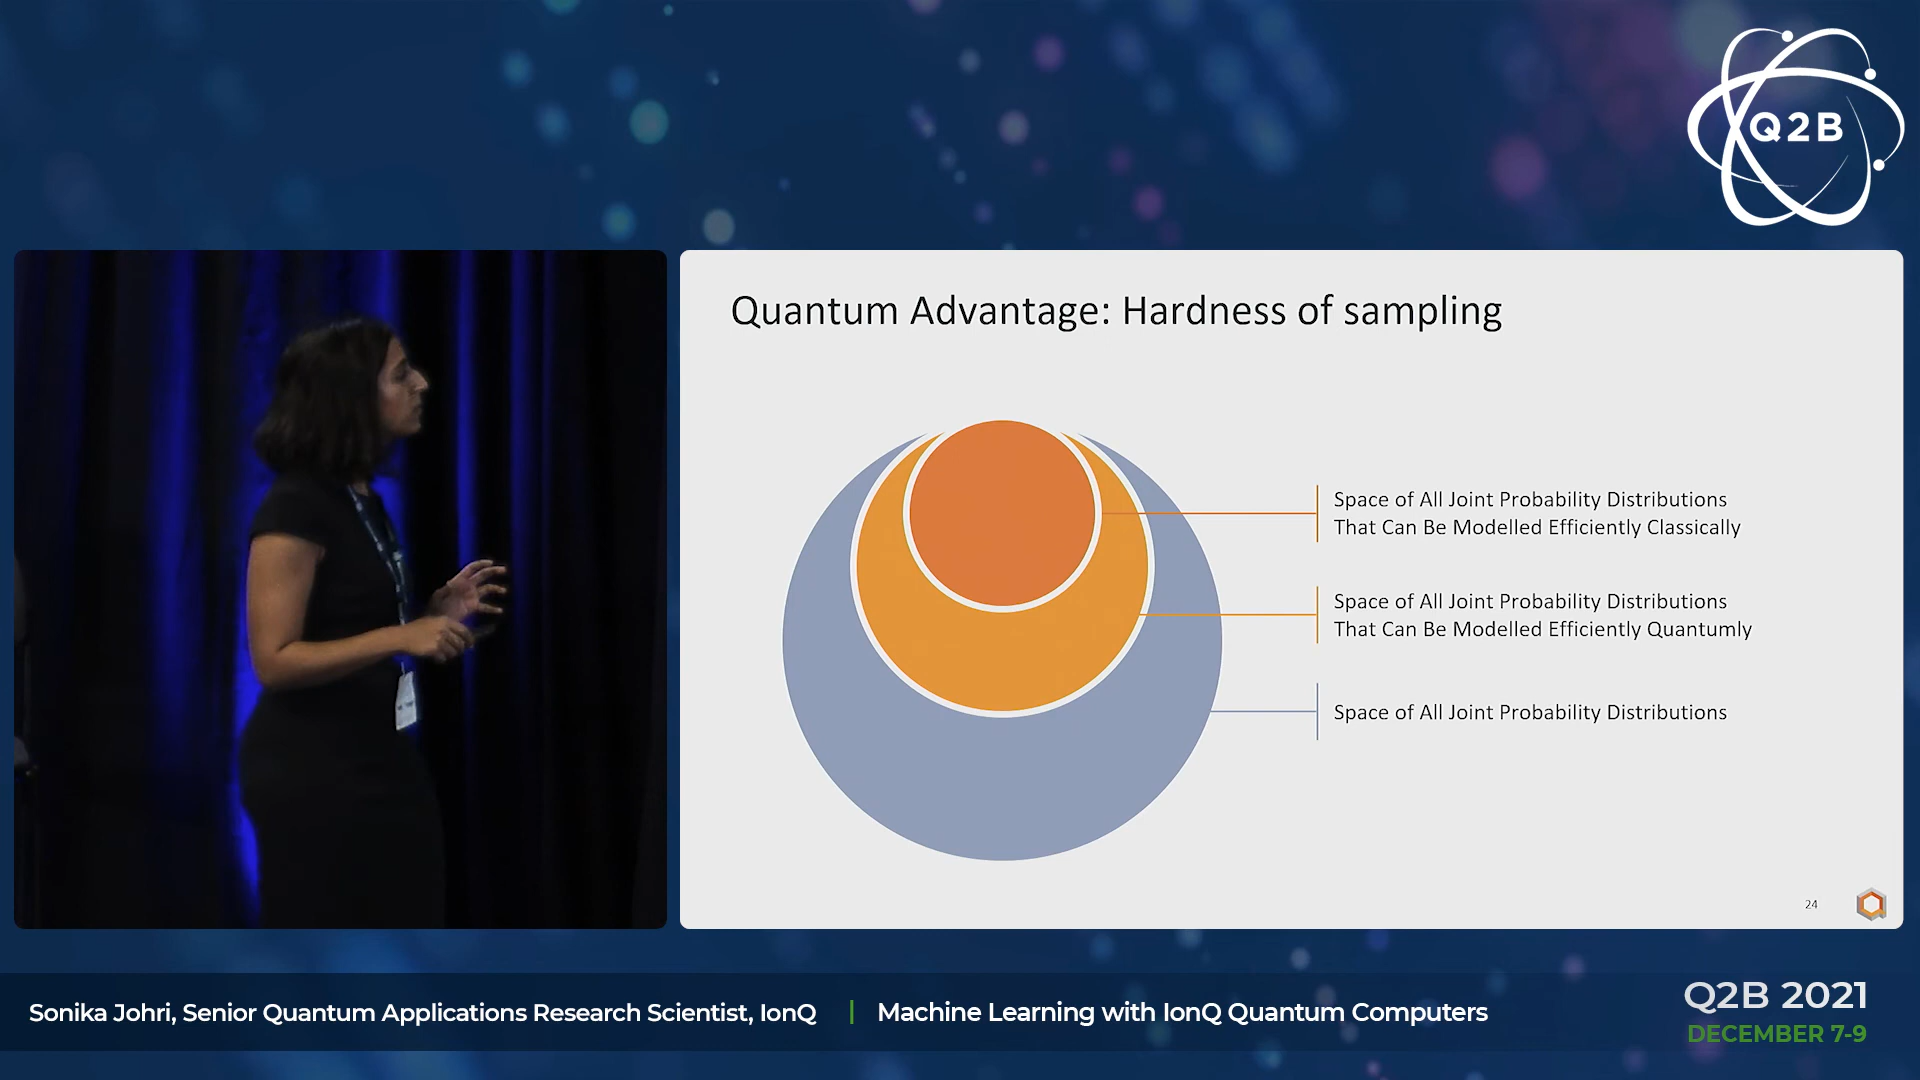 Q2B
Quantum Advantage: Hardness of sampling
Space of All Joint Probability Distributions
That Can Be Modelled Efficiently Classically
Space of All Joint Probability Distributions
That Can Be Modelled Efficiently Quantumly
Space of All Joint Probability Distributions
24
Sonika Johri, Senior Quantum Applications Research Scientist, IonQ | Machine Learning with IonQ Quantum Computers
Q2B 2021
DECEMBER 7-9